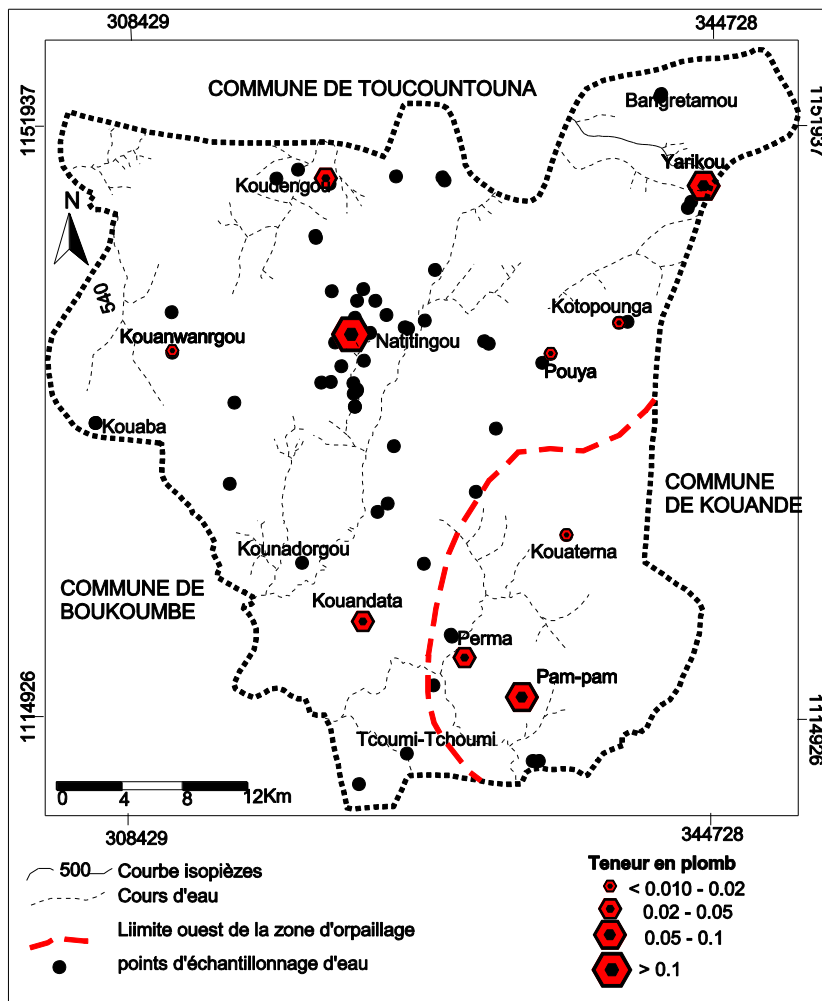 308429
344728
COMMUNE DE TOUCOUNTOUNA
Bangretamou
1151937
1151937
Yarikou
Koudengou
N
540
Kotopounga
Kouanwanrgou
Natitingou
Pouya
Kouaba
COMMUNE
DE KOUANDE
Kounadorgou
Kouaterna
COMMUNE DE
BOUKOUMBE
Kouandata
Perma
Pam-pam
1114926
1114926
Tcoumi-Tchoumi
0 4 8 12Km
308429
344728
500 Courbe isopièzes
Cours d'eau
Liimite ouest de la zone d'orpaillage
points d'échantillonnage d'eau
Teneur en plomb
< 0.010 - 0.02
0.02 - 0.05
0.05 - 0.1
> 0.1